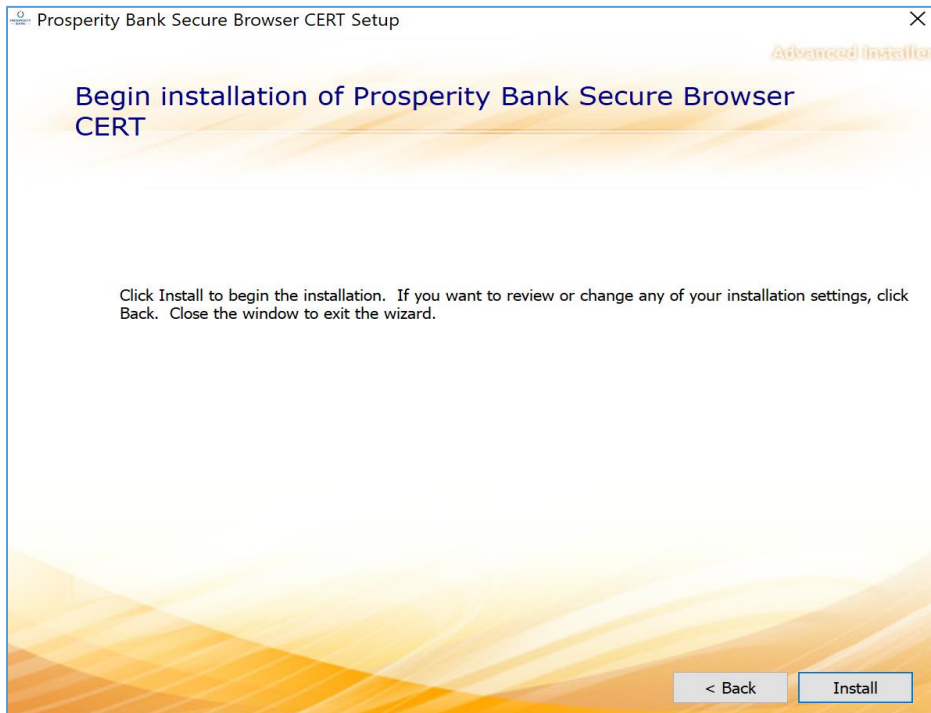 Prosperity Bank Secure Browser CERT Setup
Advanced Installer
Begin installation of Prosperity Bank Secure Browser
CERT
Click Install to begin the installation. If you want to review or change any of your installation settings, click
Back. Close the window to exit the wizard.
< Back
Install